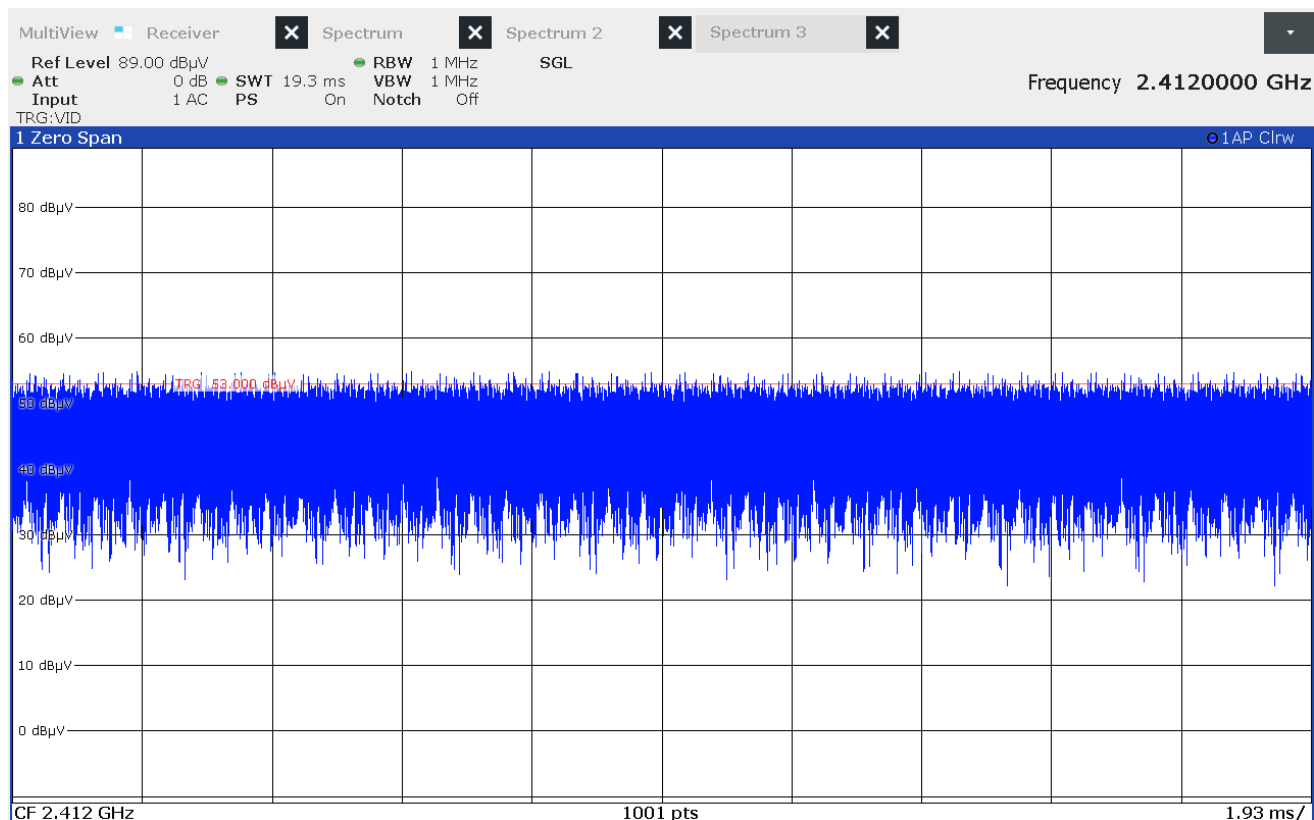 MultiView Receiver Spectrum Spectrum 2 Spectrum 3
Ref Level 89.00 dBµV RBW 1 MHz SGL
Att 0 dB SWT 19.3 ms VBW 1 MHz
Input 1 AC PS On Notch Off
Frequency 2.4120000 GHz
TRG:VID
1 Zero Span 1AP Clrw
80 dBµV
70 dBµV
60 dBµV
TRG 53.000 dBµV
50 dBµV
40 dBµV
30 dBµV
20 dBµV
10 dBµV
0 dBµV
CF 2.412 GHz 1001 pts 1.93 ms/